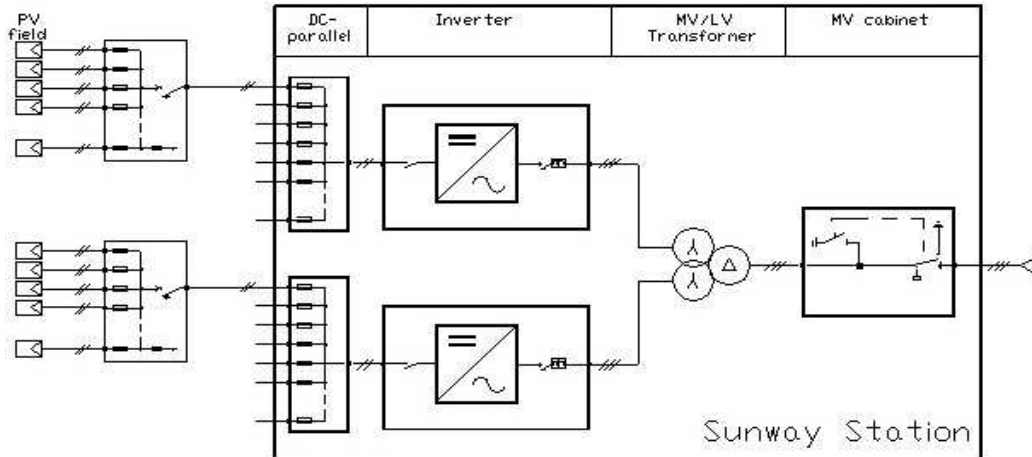 PV
field
DC-
parallel
Inverter
MV/LV
Transformer
MV cabinet
Sunway Station